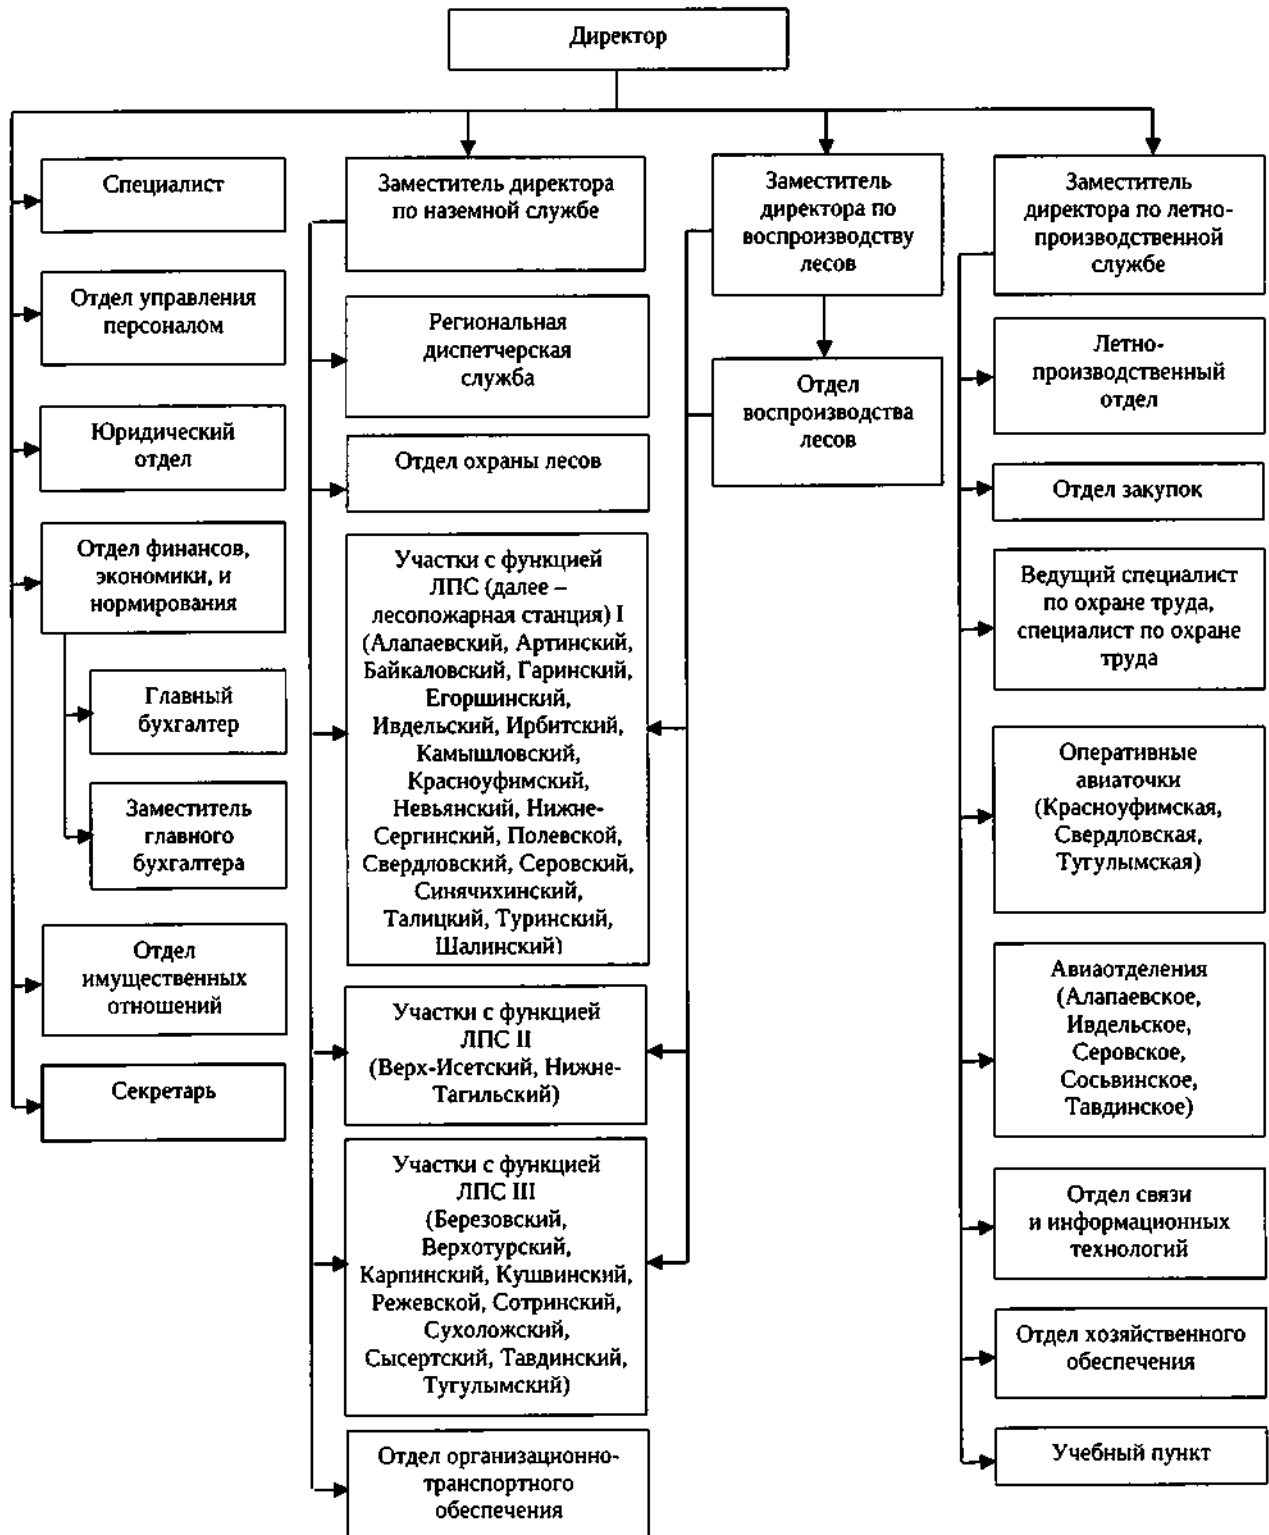 Директор
Специалист
Отдел управления
персоналом
Юридический
отдел
Отдел финансов,
экономики, и
нормирования
Главный
бухгалтер
Заместитель
главного
бухгалтера
Отдел
имущественных
отношений
Секретарь
Заместитель директора
по наземной службе
Региональная
диспетчерская
служба
Отдел охраны лесов
Участки с функцией
ЛПС (далее –
лесопожарная станция) I
(Алапаевский, Артинский,
Байкаловский, Гаринский,
Егоршинский,
Ивдельский, Ирбитский,
Камышловский,
Красноуфимский,
Невьянский, Нижне-
Сергинский, Полевской,
Свердловский, Серовский,
Синячихинский,
Талицкий, Туринский,
Шалинский)
Участки с функцией
ЛПС II
(Верх-Исетский, Нижне-
Тагильский)
Участки с функцией
ЛПС III
(Березовский,
Верхотурский,
Карпинский, Кушвинский,
Режевской, Сотринский,
Сухоложский,
Сысертский, Тавдинский,
Тугулымский)
Отдел организационно-
транспортного
обеспечения
Заместитель
директора по
воспроизводству
лесов
Отдел
воспроизводства
лесов
Заместитель
директора по летно-
производственной
службе
Летно-
производственный
отдел
Отдел закупок
Ведущий специалист
по охране труда,
специалист по охране
труда
Оперативные
авиаточки
(Красноуфимская,
Свердловская,
Тугулымская)
Авиаотделения
(Алапаевское,
Ивдельское,
Серовское,
Сосьвинское,
Тавдинское)
Отдел связи
и информационных
технологий
Отдел хозяйственного
обеспечения
Учебный пункт